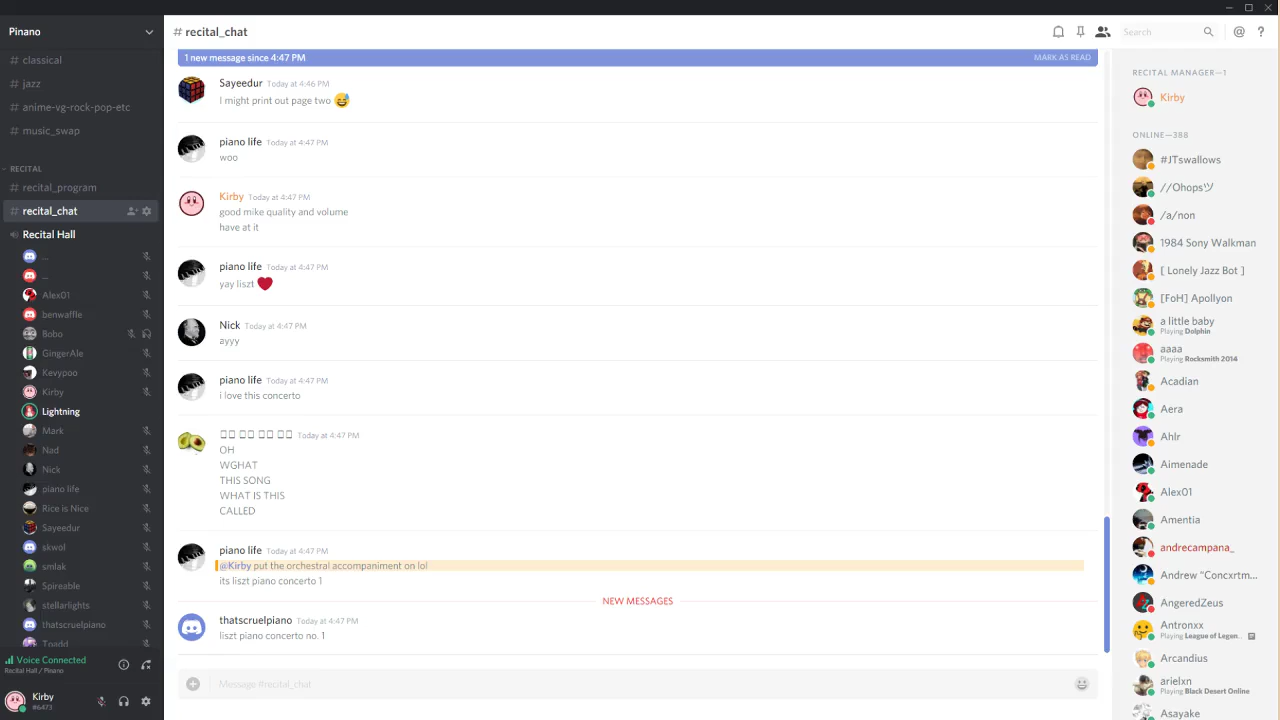 Pinano
# recital_chat
Search
# classical
# jazz
# anime-vg-rock-pop-etc
# music_swap
RECITAL
# recital_program
# recital_chat
Recital Hall
..
..
Alex01
benwaffle
Bobo
GingerAle
Kevypoo
Kirby
Lightning
Mark
Nad
Nick
piano life
Rice is Nice
Sayeedur
skwol
smlak
Spireable
stellarlights
thatscruelpiano
Toadd
Voice Connected
Recital Hall / Pinano
Kirby
#6473
1 new message since 4:47 PM
MARK AS READ
Sayeedur Today at 4:46 PM
I might print out page two 😅
piano life Today at 4:47 PM
woo
Kirby Today at 4:47 PM
good mike quality and volume
have at it
piano life Today at 4:47 PM
yay liszt ❤
Nick Today at 4:47 PM
ayyy
piano life Today at 4:47 PM
i love this concerto
Today at 4:47 PM
OH
WGHAT
THIS SONG
WHAT IS THIS
CALLED
piano life Today at 4:47 PM
@Kirby put the orchestral accompaniment on lol
its liszt piano concerto 1
NEW MESSAGES
thatscruelpiano Today at 4:47 PM
liszt piano concerto no. 1
Message #recital_chat
RECITAL MANAGER—1
Kirby
ONLINE—388
#JTswallows
//Ohopsツ
/a/non
1984 Sony Walkman
[ Lonely Jazz Bot ]
[FoH] Apollyon
a little baby
Playing Dolphin
aaaa
Playing Rocksmith 2014
Acadian
Aera
Ahlr
Aimenade
Alex01
Amentia
andrecampana_
Andrew “Concxrtm...
AngeredZeus
Antronxx
Playing League of Legen...
Arcandius
arielxn
Playing Black Desert Online
Asayake